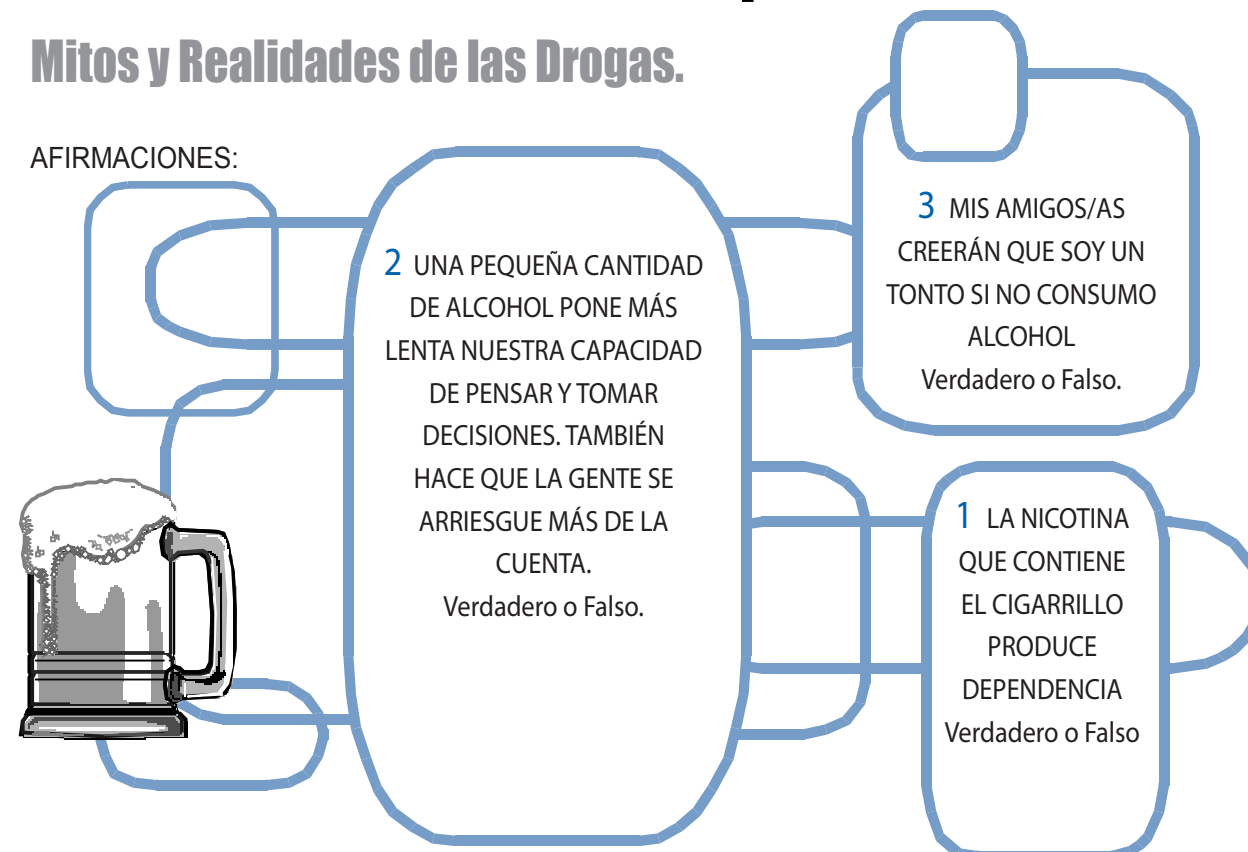 Mitos y Realidades de las Drogas.
AFIRMACIONES:
2 UNA PEQUEÑA CANTIDAD
DE ALCOHOL PONE MÁS
LENTA NUESTRA CAPACIDAD
DE PENSAR Y TOMAR
DECISIONES. TAMBIÉN
HACE QUE LA GENTE SE
ARRIESGUE MÁS DE LA
CUENTA.
Verdadero o Falso.
3 MIS AMIGOS/AS
CREERÁN QUE SOY UN
TONTO SI NO CONSUMO
ALCOHOL
Verdadero o Falso.
1 LA NICOTINA
QUE CONTIENE
EL CIGARRILLO
PRODUCE
DEPENDENCIA
Verdadero o Falso